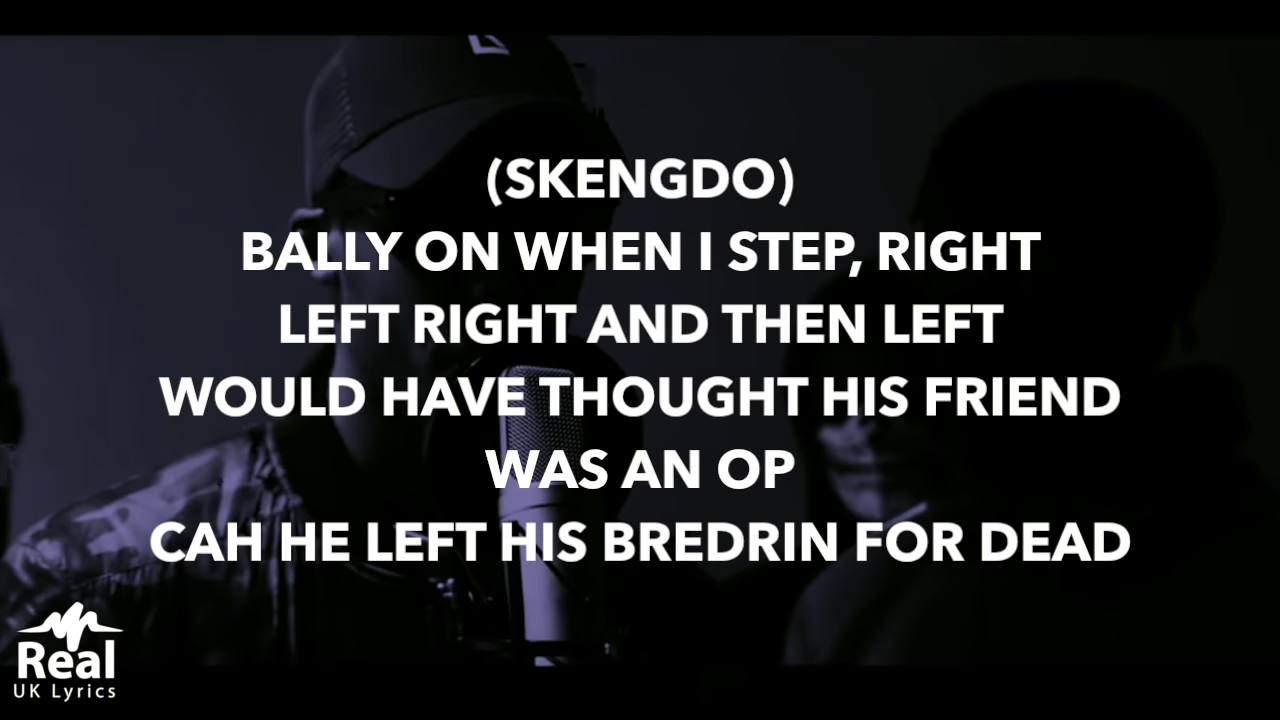 (SKENGDO)
BALLY ON WHEN I STEP, RIGHT
LEFT RIGHT AND THEN LEFT
WOULD HAVE THOUGHT HIS FRIEND
WAS AN OP
CAH HE LEFT HIS BREDRIN FOR DEAD
Real
UK Lyrics